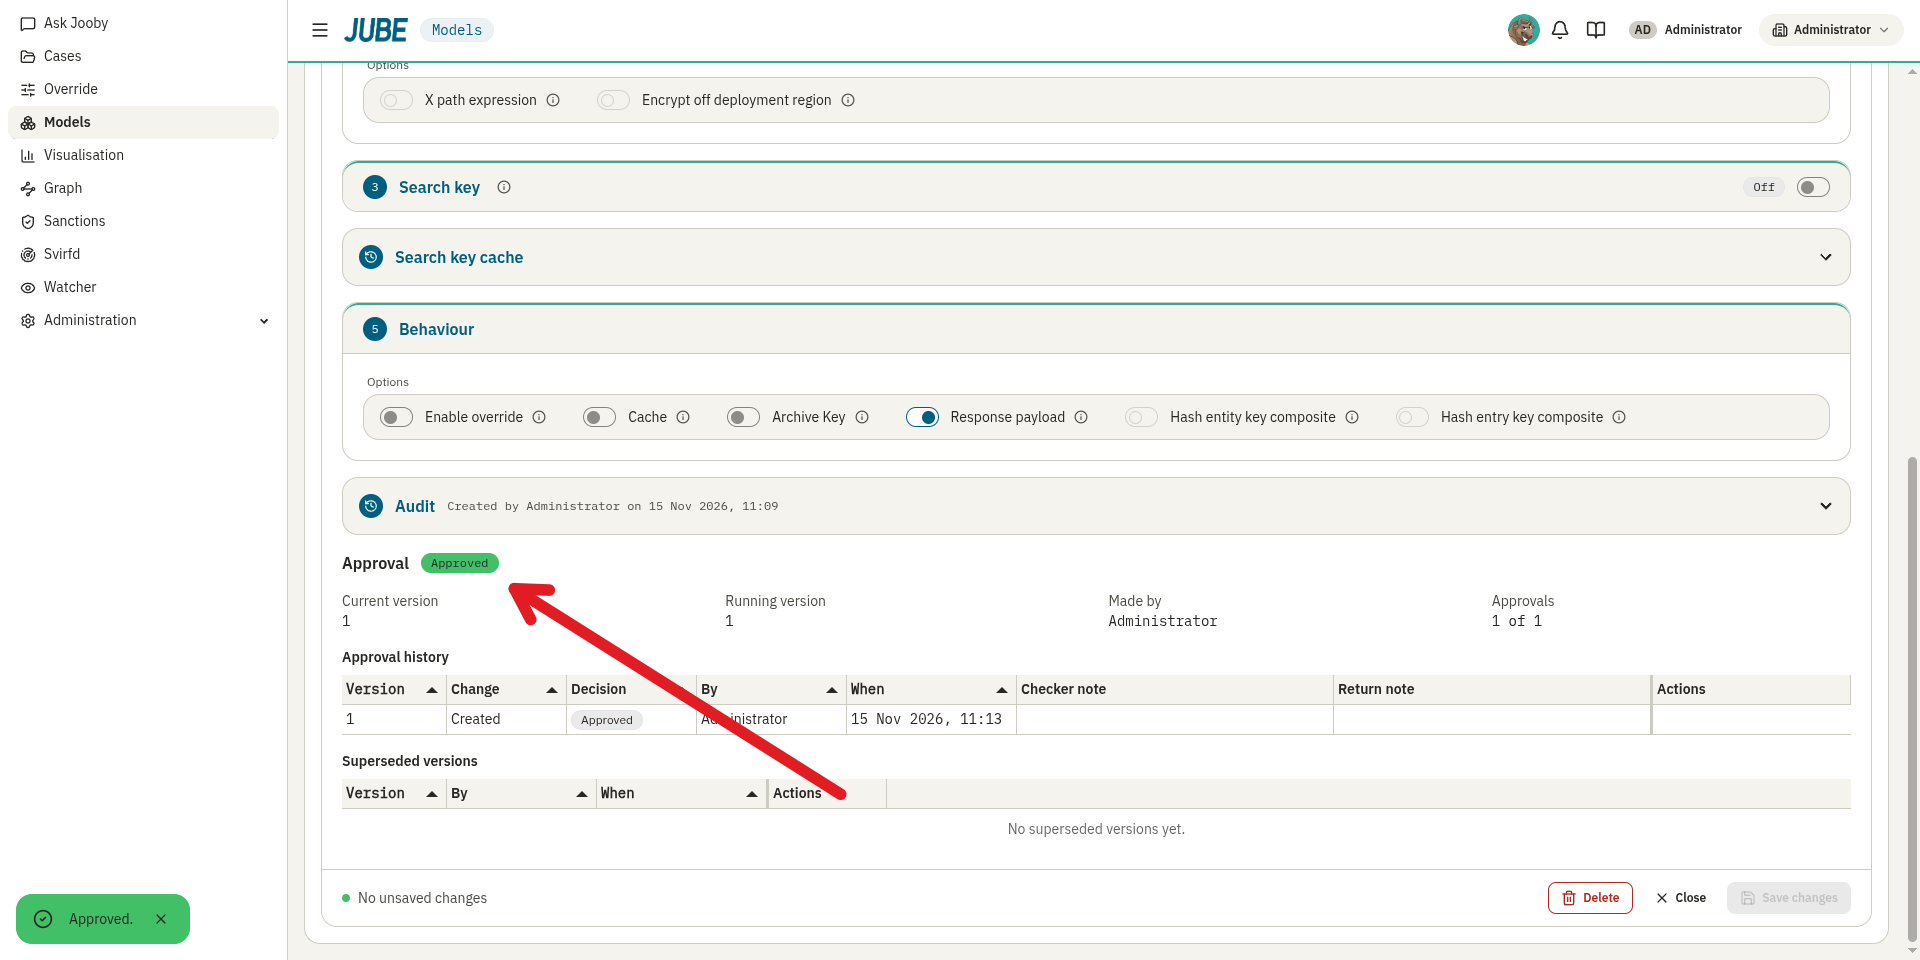 Ask Jooby
Cases
Override
Models
Visualisation
Graph
Sanctions
Svirfd
Watcher
Administration
JUBE
Models
AD Administrator
Administrator
Options
X path expression
Encrypt off deployment region
3 Search key
Off
Search key cache
5 Behaviour
Options
Enable override
Cache
Archive Key
Response payload
Hash entity key composite
Hash entry key composite
Audit Created by Administrator on 15 Nov 2026, 11:09
Approval Approved
Current version
1
Running version
1
Made by
Administrator
Approvals
1 of 1
Approval history
Version Change Decision By When Checker note Return note Actions
1 Created Approved Administrator 15 Nov 2026, 11:13
Superseded versions
Version By When Actions
No superseded versions yet.
No unsaved changes
Delete
Close
Save changes
Approved.